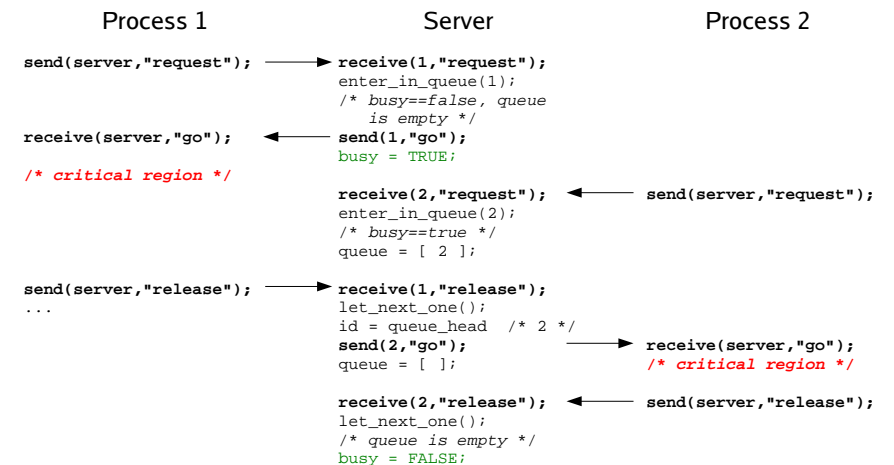 Process 1 Server Process 2
send(server,"request"); receive(1,"request");
enter_in_queue(1);
/* busy==false, queue
is empty */
receive(server,"go"); send(1,"go");
busy = TRUE;
/* critical region */
receive(2,"request"); send(server,"request");
enter_in_queue(2);
/* busy==true */
queue = [ 2 ];
send(server,"release"); receive(1,"release");
... let_next_one();
id = queue_head /* 2 */
send(2,"go"); receive(server,"go");
queue = [ ]; /* critical region */
receive(2,"release"); send(server,"release");
let_next_one();
/* queue is empty */
busy = FALSE;